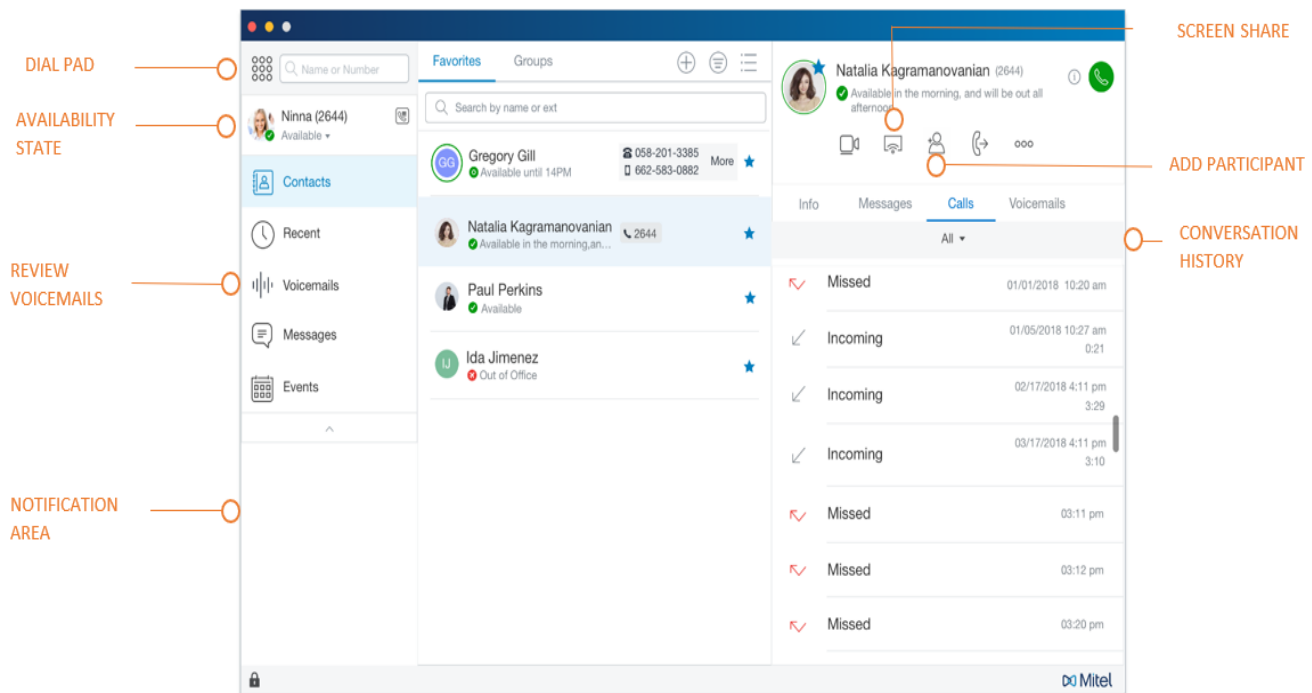 SCREEN SHARE
DIAL PAD
Name or Number
Favorites
Groups
Natalia Kagramanovanian (2644)
Available in the morning, and will be out all
afternoon
AVAILABILITY
STATE
Ninna (2644)
Available
Search by name or ext
Gregory Gill
Available until 14PM
058-201-3385
662-583-0882
More
ADD PARTICIPANT
Contacts
Info
Messages
Calls
Voicemails
Recent
Natalia Kagramanovanian
Available in the morning,an...
2644
All
CONVERSATION
HISTORY
REVIEW
VOICEMAILS
Voicemails
Paul Perkins
Available
Missed
01/01/2018 10:20 am
Messages
Incoming
01/05/2018 10:27 am
0:21
Ida Jimenez
IJ
Out of Office
GG
Events
Incoming
02/17/2018 4:11 pm
3:29
Incoming
03/17/2018 4:11 pm
3:10
NOTIFICATION
AREA
Missed
03:11 pm
Missed
03:12 pm
Missed
03:20 pm
Mitel